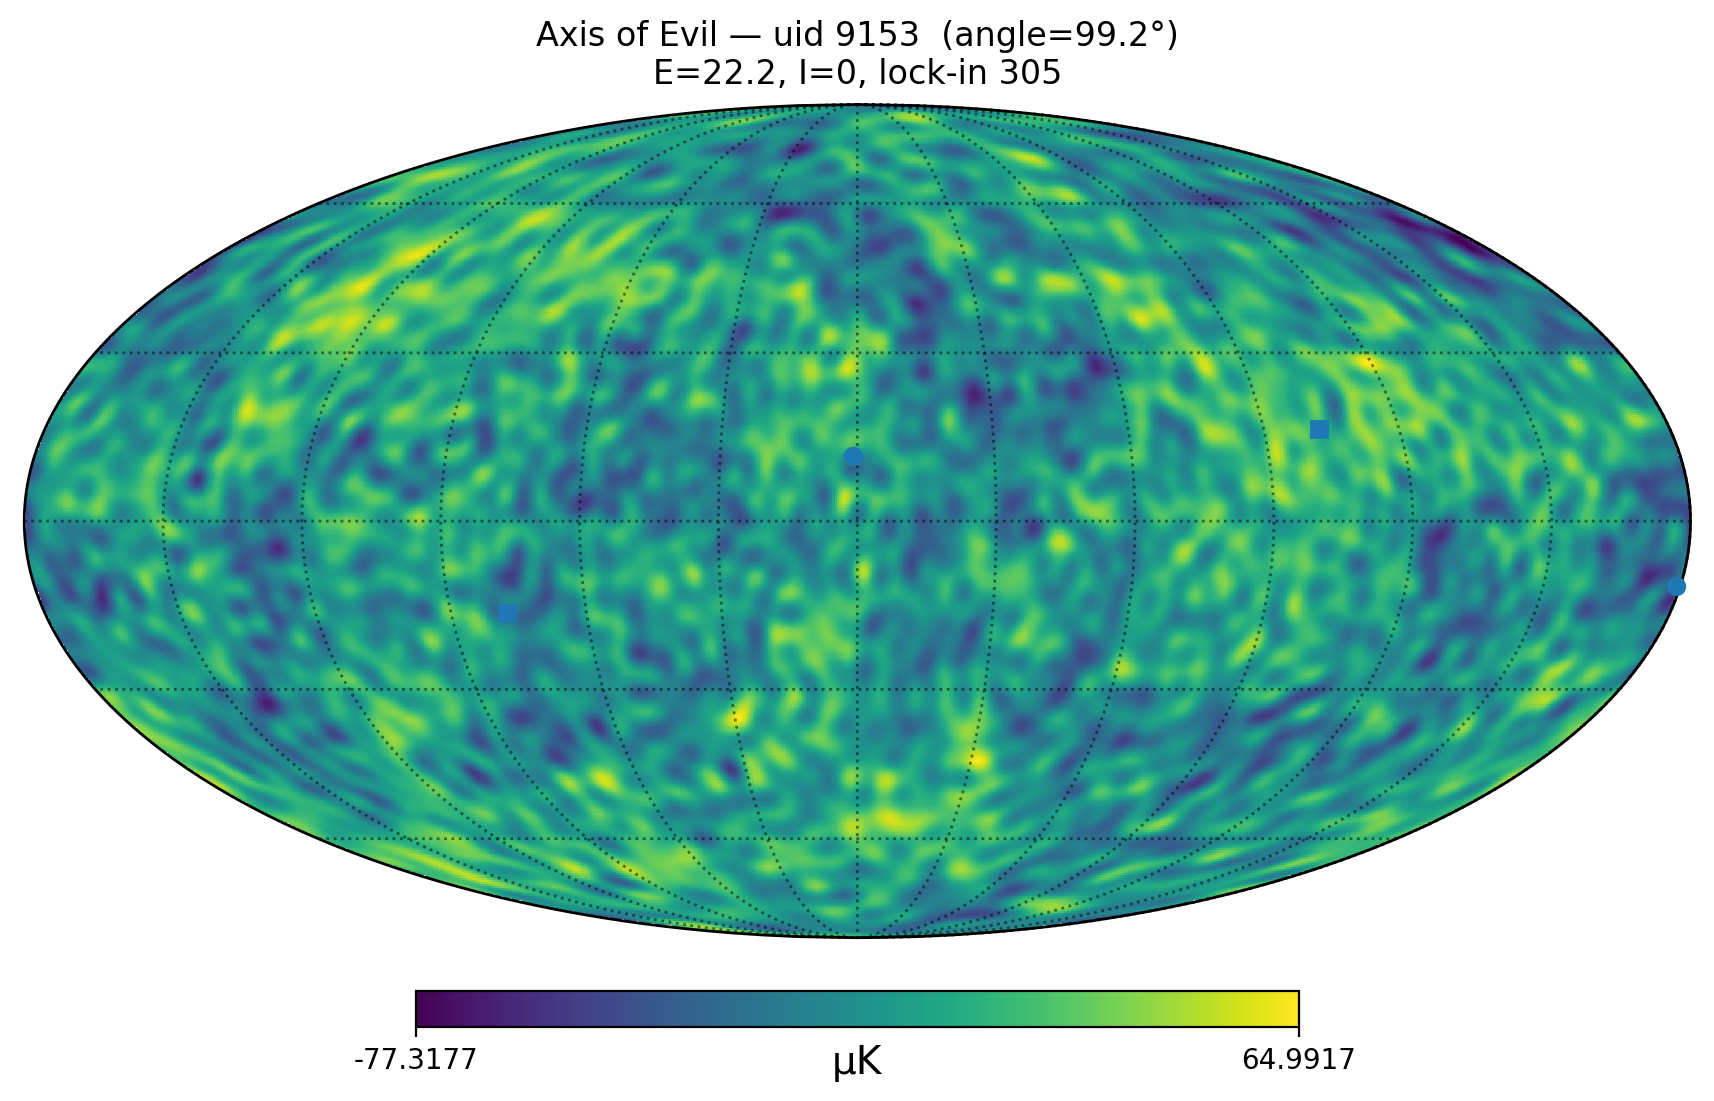 Axis of Evil — uid 9153  (angle=99.2°)
E=22.2, I=0, lock-in 305
-77.3177
μK
64.9917